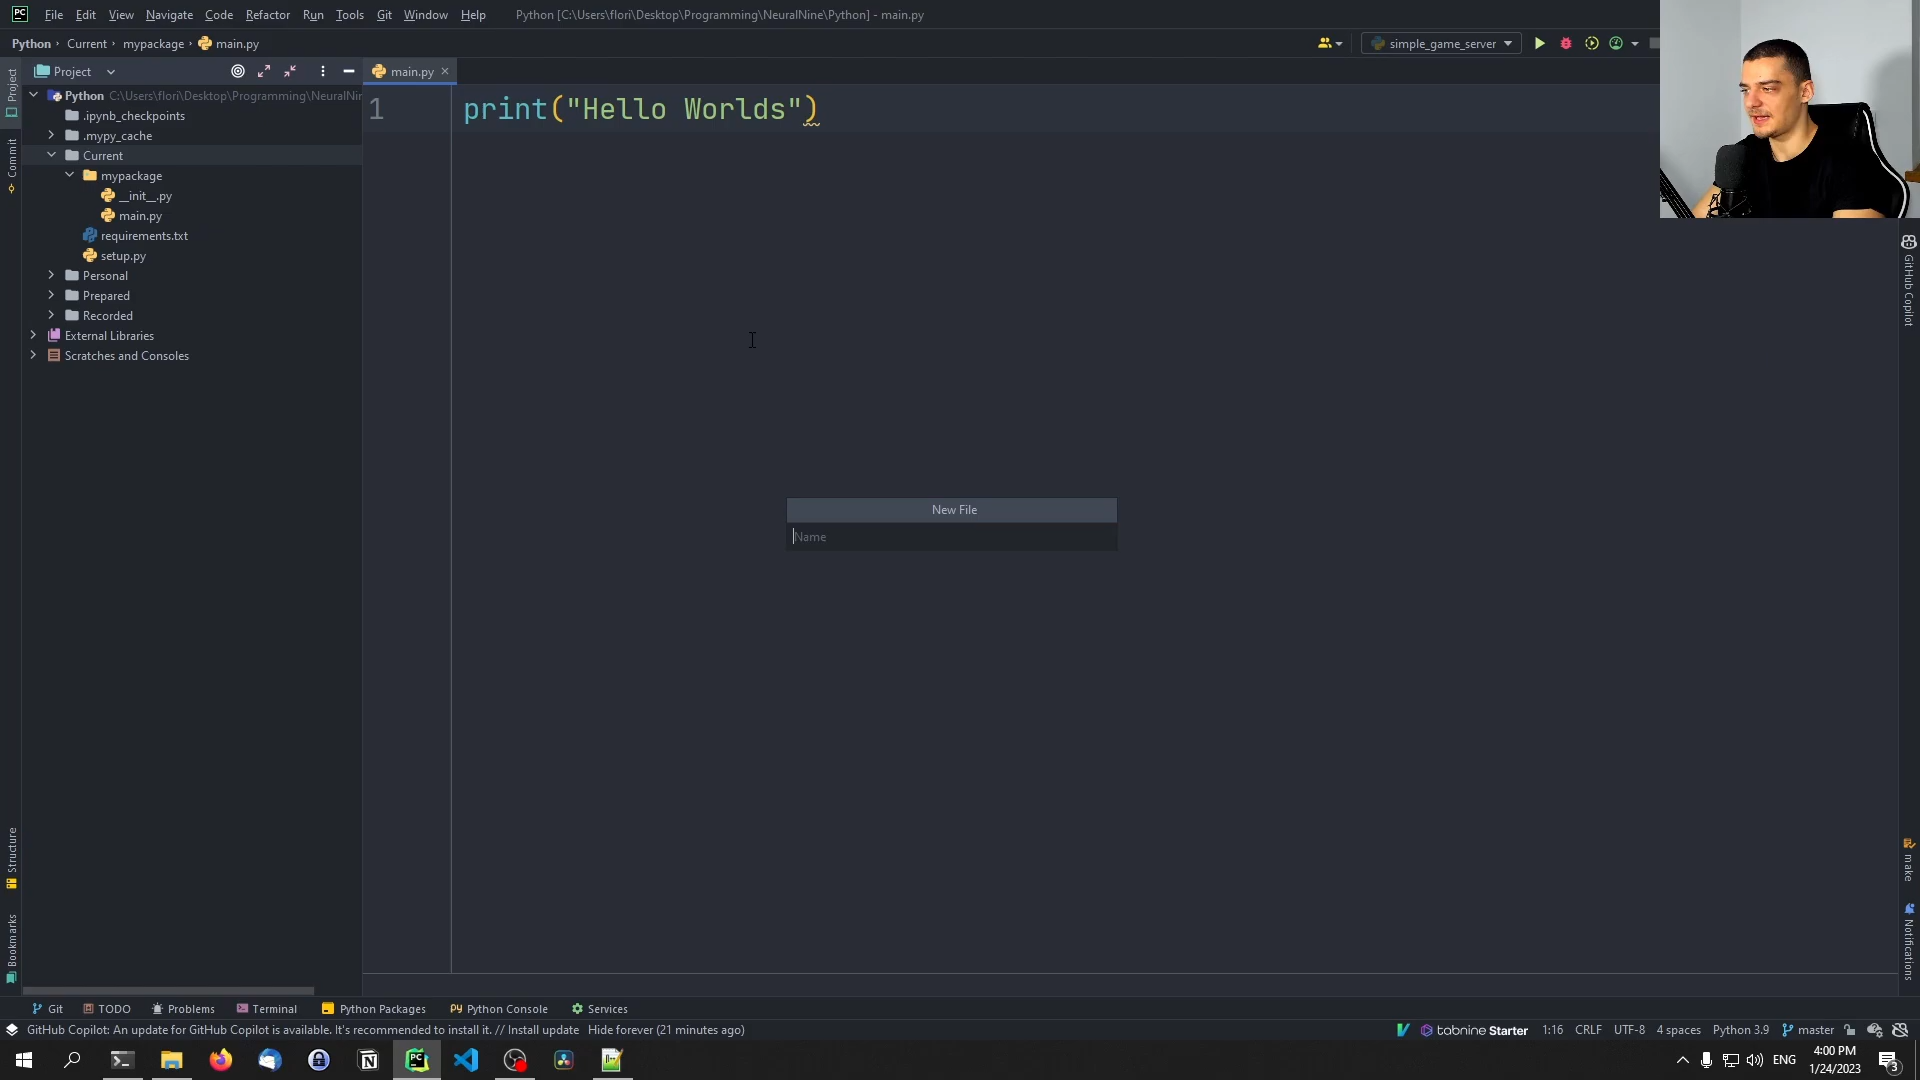 PC File Edit View Navigate Code Refactor Run Tools Git Window Help Python [C:\Users\flori\Desktop\Programming\NeuralNine\Python] - main.py
Python Current mypackage main.py simple_game_server
Project main.py
Project
Commit
Structure
Bookmarks
Python C:\Users\flori\Desktop\Programming\NeuralNin
.ipynb_checkpoints
.mypy_cache
Current
mypackage
__init__.py
main.py
requirements.txt
setup.py
Personal
Prepared
Recorded
External Libraries
Scratches and Consoles
1 print("Hello Worlds")
New File
Name
GitHub Copilot
make
Notifications
Git TODO Problems Terminal Python Packages Python Console Services
GitHub Copilot: An update for GitHub Copilot is available. It's recommended to install it. // Install update Hide forever (21 minutes ago) tabnine Starter 1:16 CRLF UTF-8 4 spaces Python 3.9 master
ENG 4:00 PM
1/24/2023 3